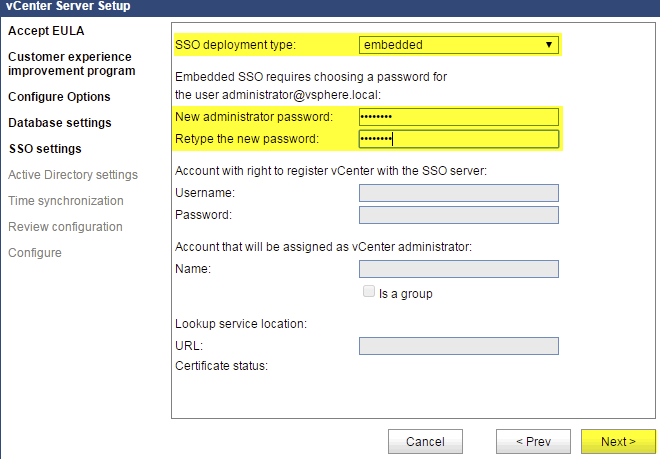 vCenter Server Setup
Accept EULA
Customer experience
improvement program
Configure Options
Database settings
SSO settings
Active Directory settings
Time synchronization
Review configuration
Configure
SSO deployment type:
embedded
Embedded SSO requires choosing a password for
the user administrator@vsphere.local:
New administrator password:
••••••••
Retype the new password:
••••••••
Account with right to register vCenter with the SSO server:
Username:
Password:
Account that will be assigned as vCenter administrator:
Name:
Is a group
Lookup service location:
URL:
Certificate status:
Cancel
< Prev
Next >